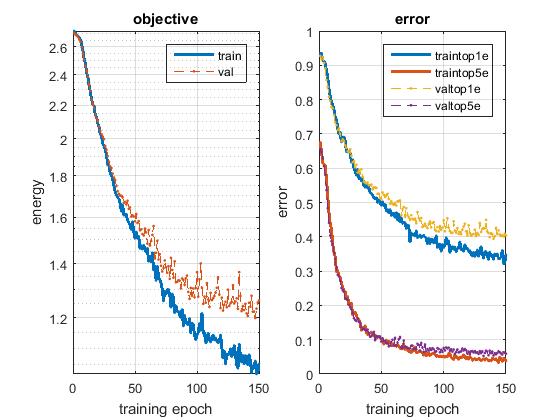 objective
energy
2.6
2.4
2.2
2
1.8
1.6
1.4
1.2
0
50
100
150
training epoch
train
val
error
error
1
0.9
0.8
0.7
0.6
0.5
0.4
0.3
0.2
0.1
0
0
50
100
150
training epoch
traintop1e
traintop5e
valtop1e
valtop5e